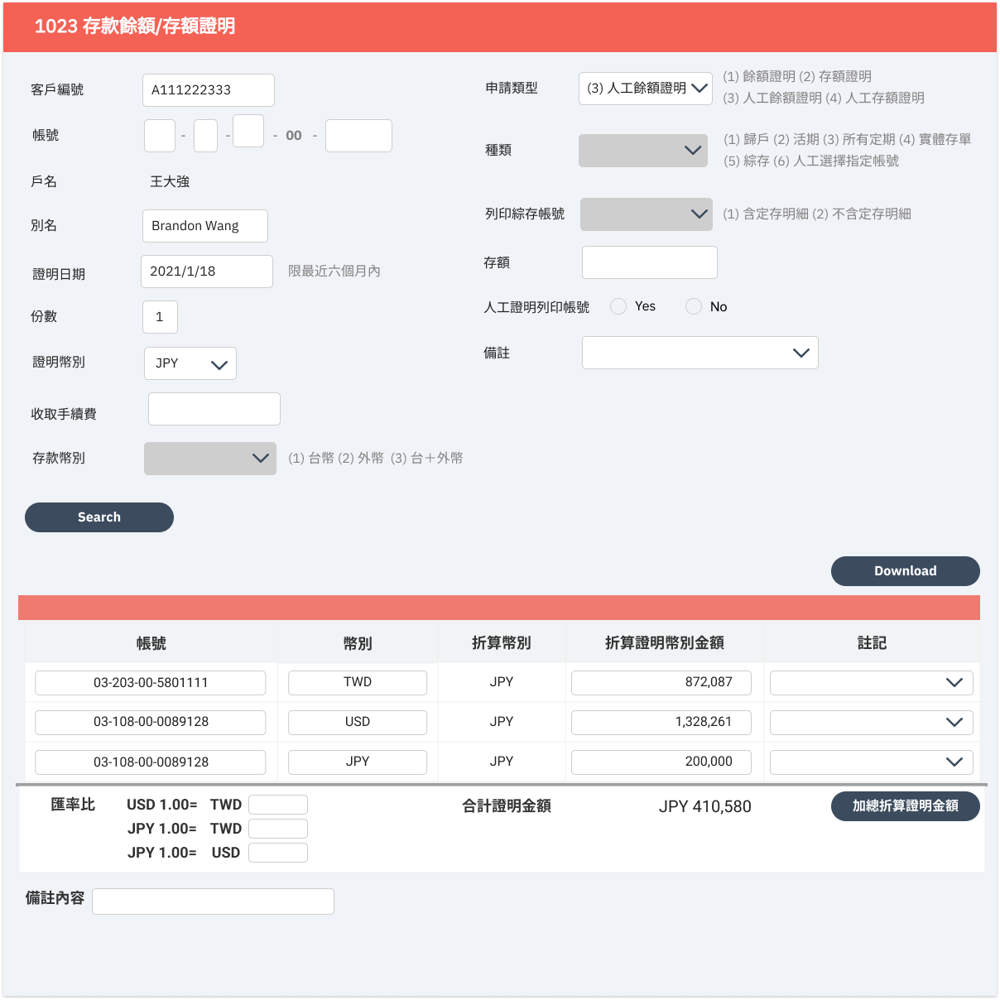 1023 存款餘額/存額證明
客戶編號 A111222333
帳號 - - - 00 -
戶名 王大強
別名 Brandon Wang
證明日期 2021/1/18 限最近六個月內
份數 1
證明幣別 JPY
收取手續費
存款幣別 (1) 台幣 (2) 外幣 (3) 台＋外幣
申請類型 (3) 人工餘額證明 (1) 餘額證明 (2) 存額證明
(3) 人工餘額證明 (4) 人工存額證明
種類 (1) 歸戶 (2) 活期 (3) 所有定期 (4) 實體存單
(5) 綜存 (6) 人工選擇指定帳號
列印綜存帳號 (1) 含定存明細 (2) 不含定存明細
存額
人工證明列印帳號 Yes No
備註
Search
Download
帳號 幣別 折算幣別 折算證明幣別金額 註記
03-203-00-5801111 TWD JPY 872,087
03-108-00-0089128 USD JPY 1,328,261
03-108-00-0089128 JPY JPY 200,000
匯率比 USD 1.00= TWD 合計證明金額 JPY 410,580 加總折算證明金額
JPY 1.00= TWD
JPY 1.00= USD
備註內容